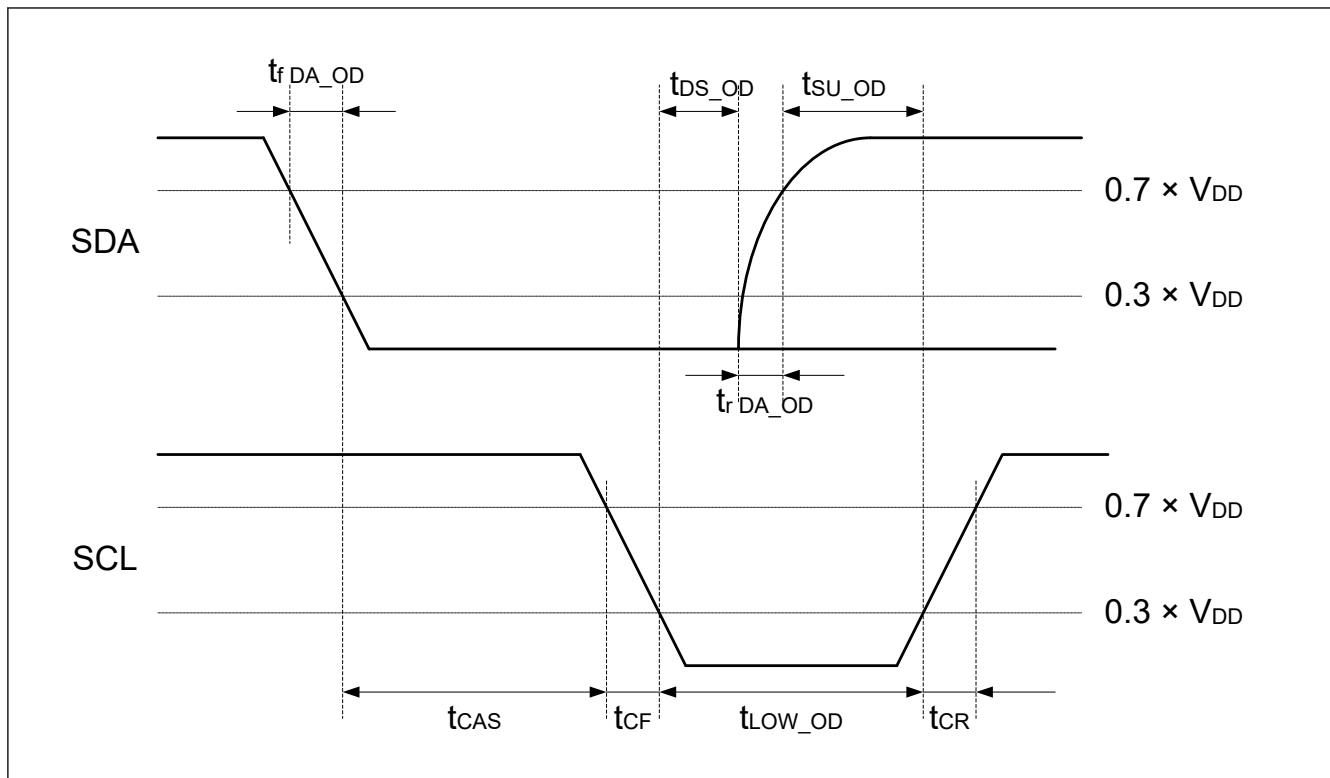 tf DA_OD
tDS_OD
tSU_OD
0.7 × VDD
SDA
0.3 × VDD
tr DA_OD
0.7 × VDD
SCL
0.3 × VDD
tCAS
tCF
tLOW_OD
tCR